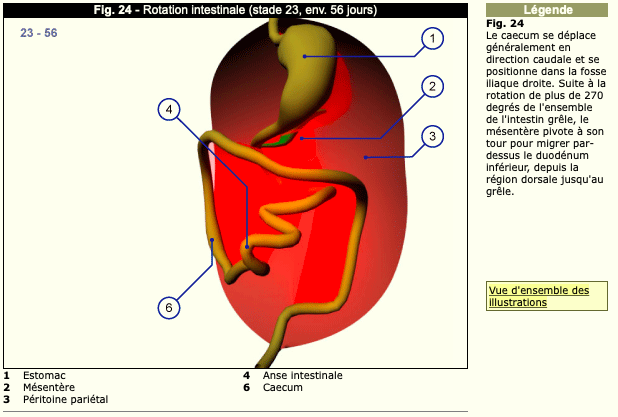 Fig. 24 - Rotation intestinale (stade 23, env. 56 jours)
23 - 56
1
2
3
4
6
1 Estomac
2 Mésentère
3 Péritoine pariétal
4 Anse intestinale
6 Caecum
Légende
Fig. 24
Le caecum se déplace
généralement en
direction caudale et se
positionne dans la fosse
iliaque droite. Suite à la
rotation de plus de 270
degrés de l'ensemble
de l'intestin grêle, le
mésentère pivote à son
tour pour migrer par-
dessus le duodénum
inférieur, depuis la
région dorsale jusqu'au
grêle.
Vue d'ensemble des
illustrations